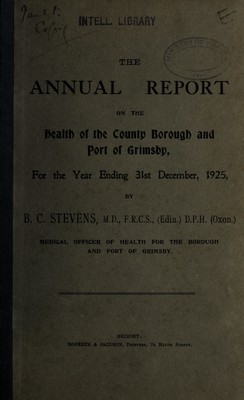 INTELL. LIBRARY
THE
ANNUAL REPORT
ON THE
Health of the County Borough and
Port of Grimsby,
For the Year Ending 31st December, 1925,
BY
B. C. STEVENS, M.D., F.R.C.S., (Edin.) D.P.H. (Oxon.)
MEDICAL OFFICER OF HEALTH FOR THE BOROUGH
AND PORT OF GRIMSBY.
GRIMSBY: